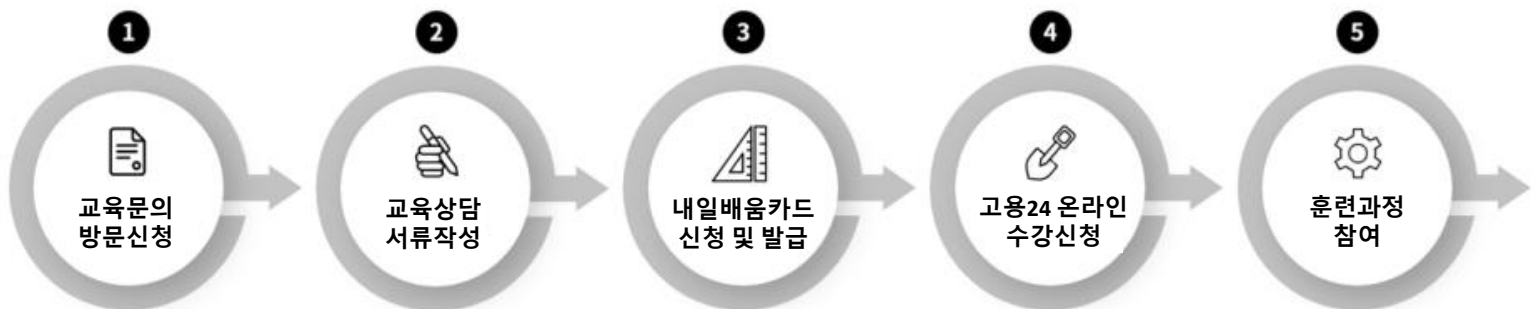 1
교육문의
방문신청
2
교육상담
서류작성
3
내일배움카드
신청 및 발급
4
고용24 온라인
수강신청
5
훈련과정
참여